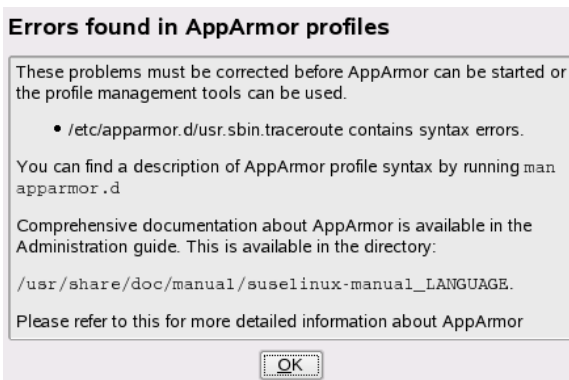 Errors found in AppArmor profiles
These problems must be corrected before AppArmor can be started or
the profile management tools can be used.
• /etc/apparmor.d/usr.sbin.traceroute contains syntax errors.
You can find a description of AppArmor profile syntax by running man
apparmor.d
Comprehensive documentation about AppArmor is available in the
Administration guide. This is available in the directory:
/usr/share/doc/manual/suselinux-manual_LANGUAGE.
Please refer to this for more detailed information about AppArmor
OK